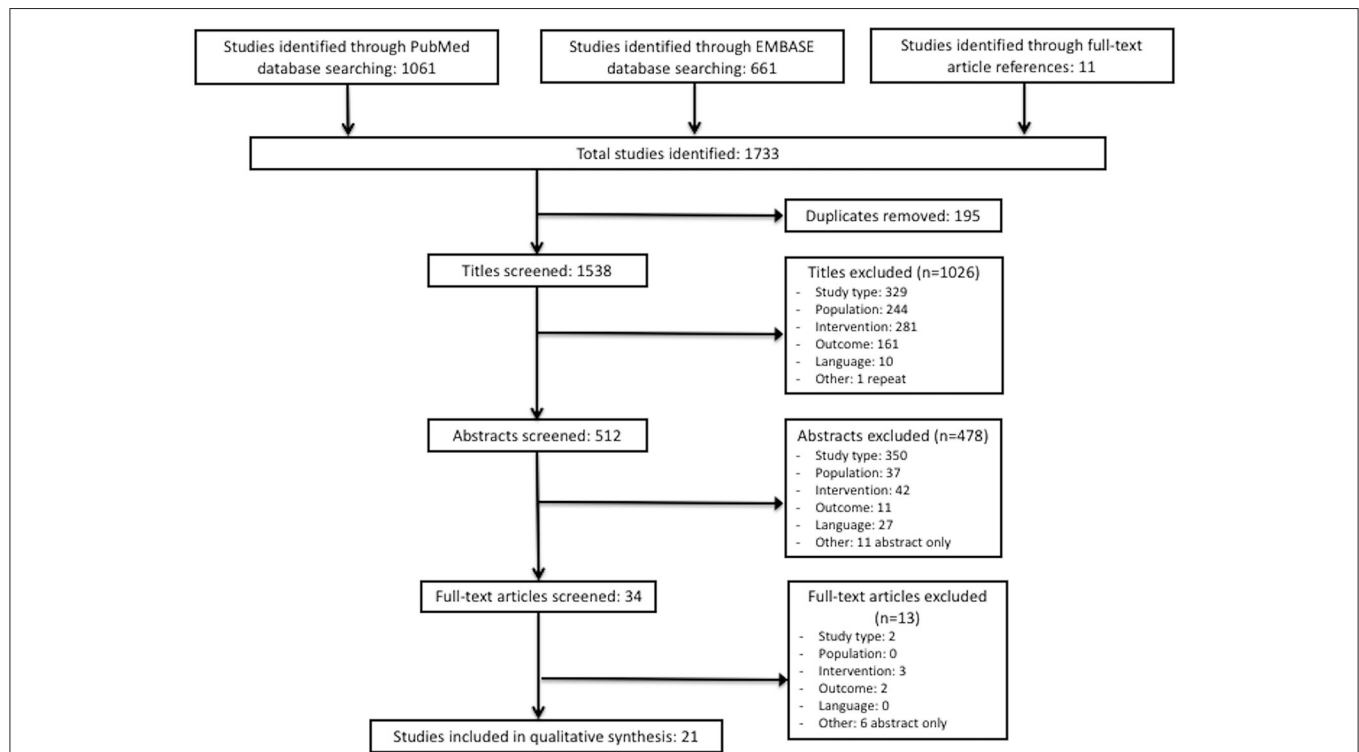 Studies identified through PubMed
database searching: 1061
Studies identified through EMBASE
database searching: 661
Studies identified through full-text
article references: 11
Total studies identified: 1733
Duplicates removed: 195
Titles screened: 1538
Titles excluded (n=1026)
- Study type: 329
- Population: 244
- Intervention: 281
- Outcome: 161
- Language: 10
- Other: 1 repeat
Abstracts screened: 512
Abstracts excluded (n=478)
- Study type: 350
- Population: 37
- Intervention: 42
- Outcome: 11
- Language: 27
- Other: 11 abstract only
Full-text articles screened: 34
Full-text articles excluded
(n=13)
- Study type: 2
- Population: 0
- Intervention: 3
- Outcome: 2
- Language: 0
- Other: 6 abstract only
Studies included in qualitative synthesis: 21